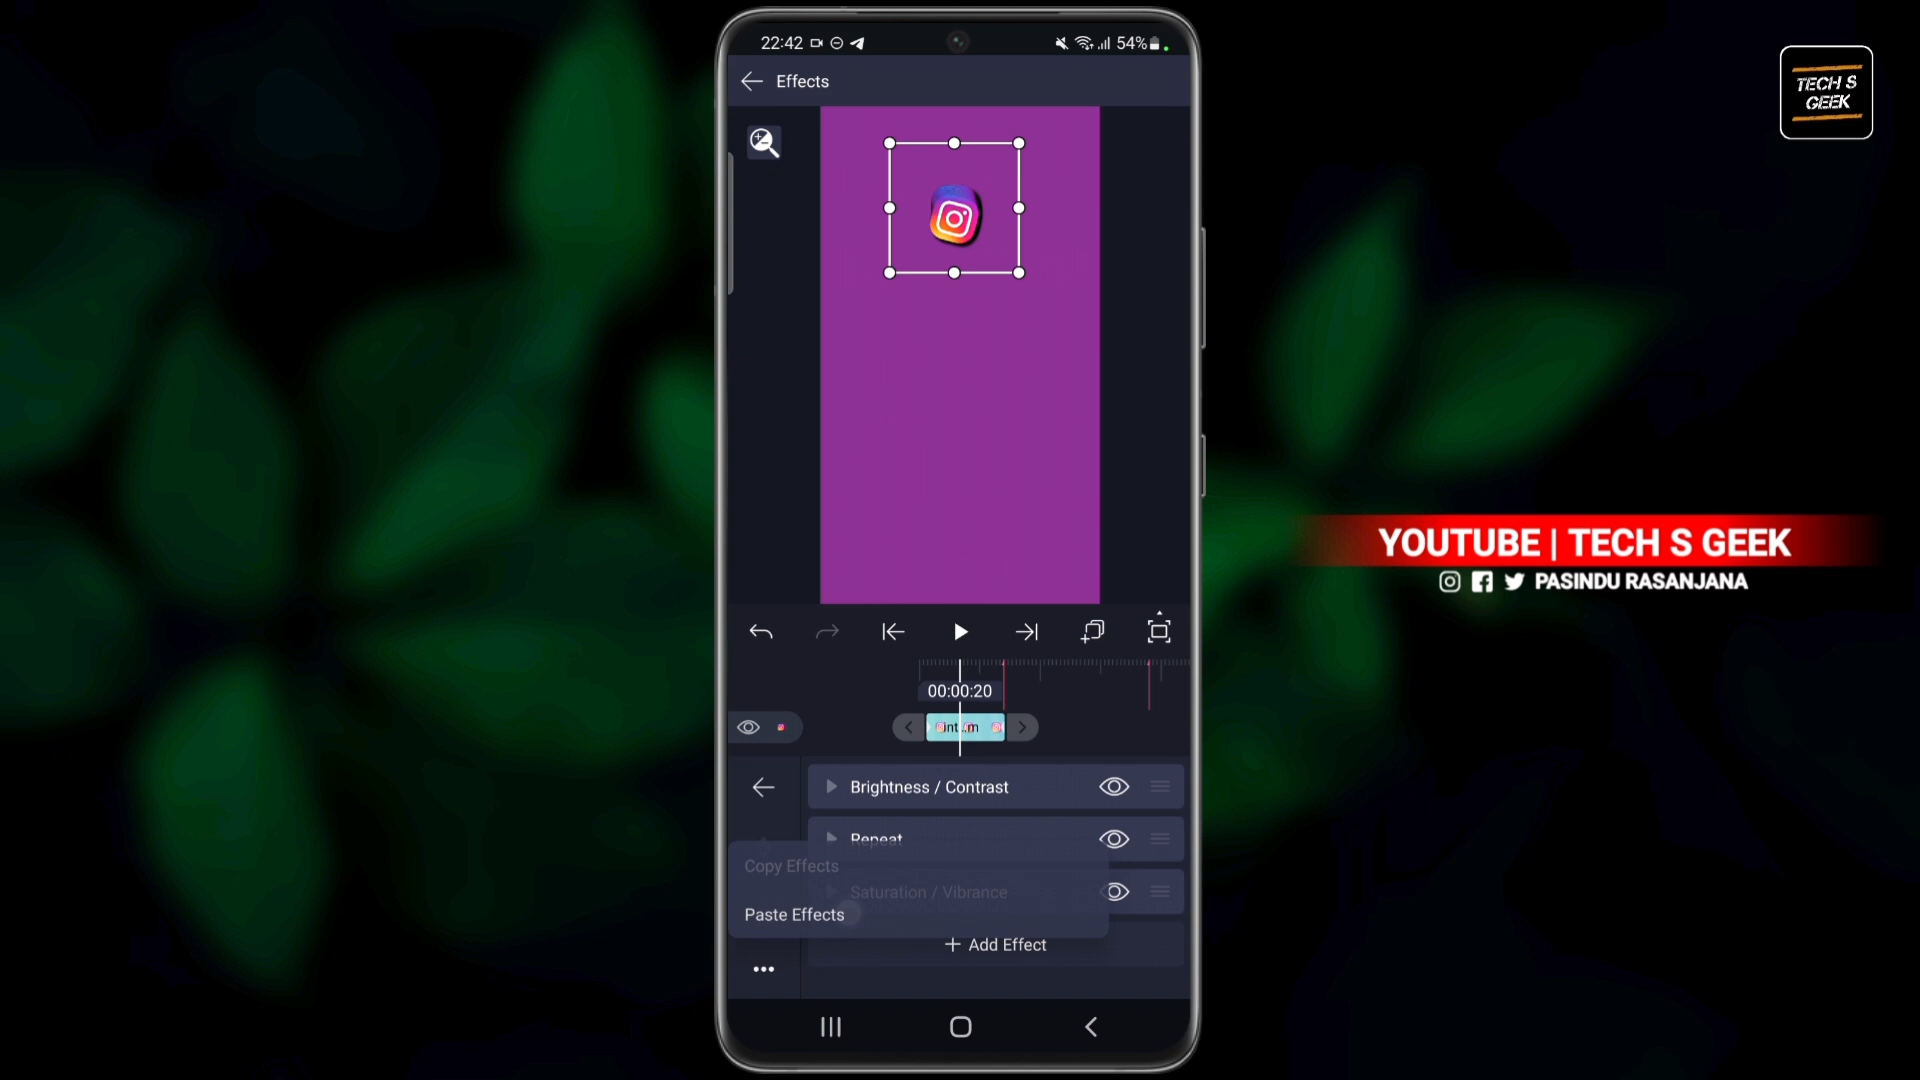 22:42
54%
Effects
TECH S
GEEK
YOUTUBE | TECH S GEEK
PASINDU RASANJANA
00:00:20
int...m
Brightness / Contrast
Repeat
Copy Effects
Saturation / Vibrance
Paste Effects
+ Add Effect